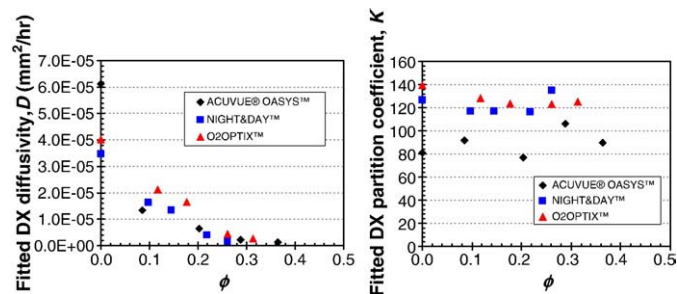 Fitted DX diffusivity, D (mm²/hr)
7.0E-05
6.0E-05
5.0E-05
4.0E-05
3.0E-05
2.0E-05
1.0E-05
0.0E+00
ACUVUE® OASYS™
NIGHT&DAY™
O2OPTIX™
0.0 0.1 0.2 0.3 0.4 0.5
ϕ
Fitted DX partition coefficient, K
160
140
120
100
80
60
40
20
0
ACUVUE® OASYS™
NIGHT&DAY™
O2OPTIX™
0.0 0.1 0.2 0.3 0.4 0.5
ϕ